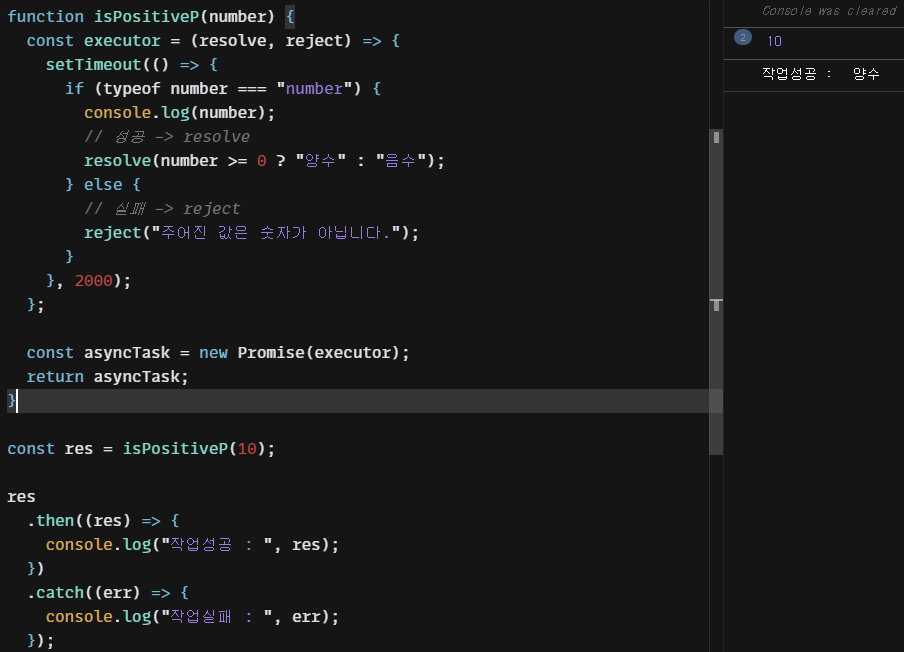 function isPositiveP(number) {
  const executor = (resolve, reject) => {
    setTimeout(() => {
      if (typeof number === "number") {
        console.log(number);
        // 성공 -> resolve
        resolve(number >= 0 ? "양수" : "음수");
      } else {
        // 실패 -> reject
        reject("주어진 값은 숫자가 아닙니다.");
      }
    }, 2000);
  };

  const asyncTask = new Promise(executor);
  return asyncTask;
}

const res = isPositiveP(10);

res
  .then((res) => {
    console.log("작업성공 : ", res);
  })
  .catch((err) => {
    console.log("작업실패 : ", err);
  });
Console was cleared
2 10
작업성공 :  양수